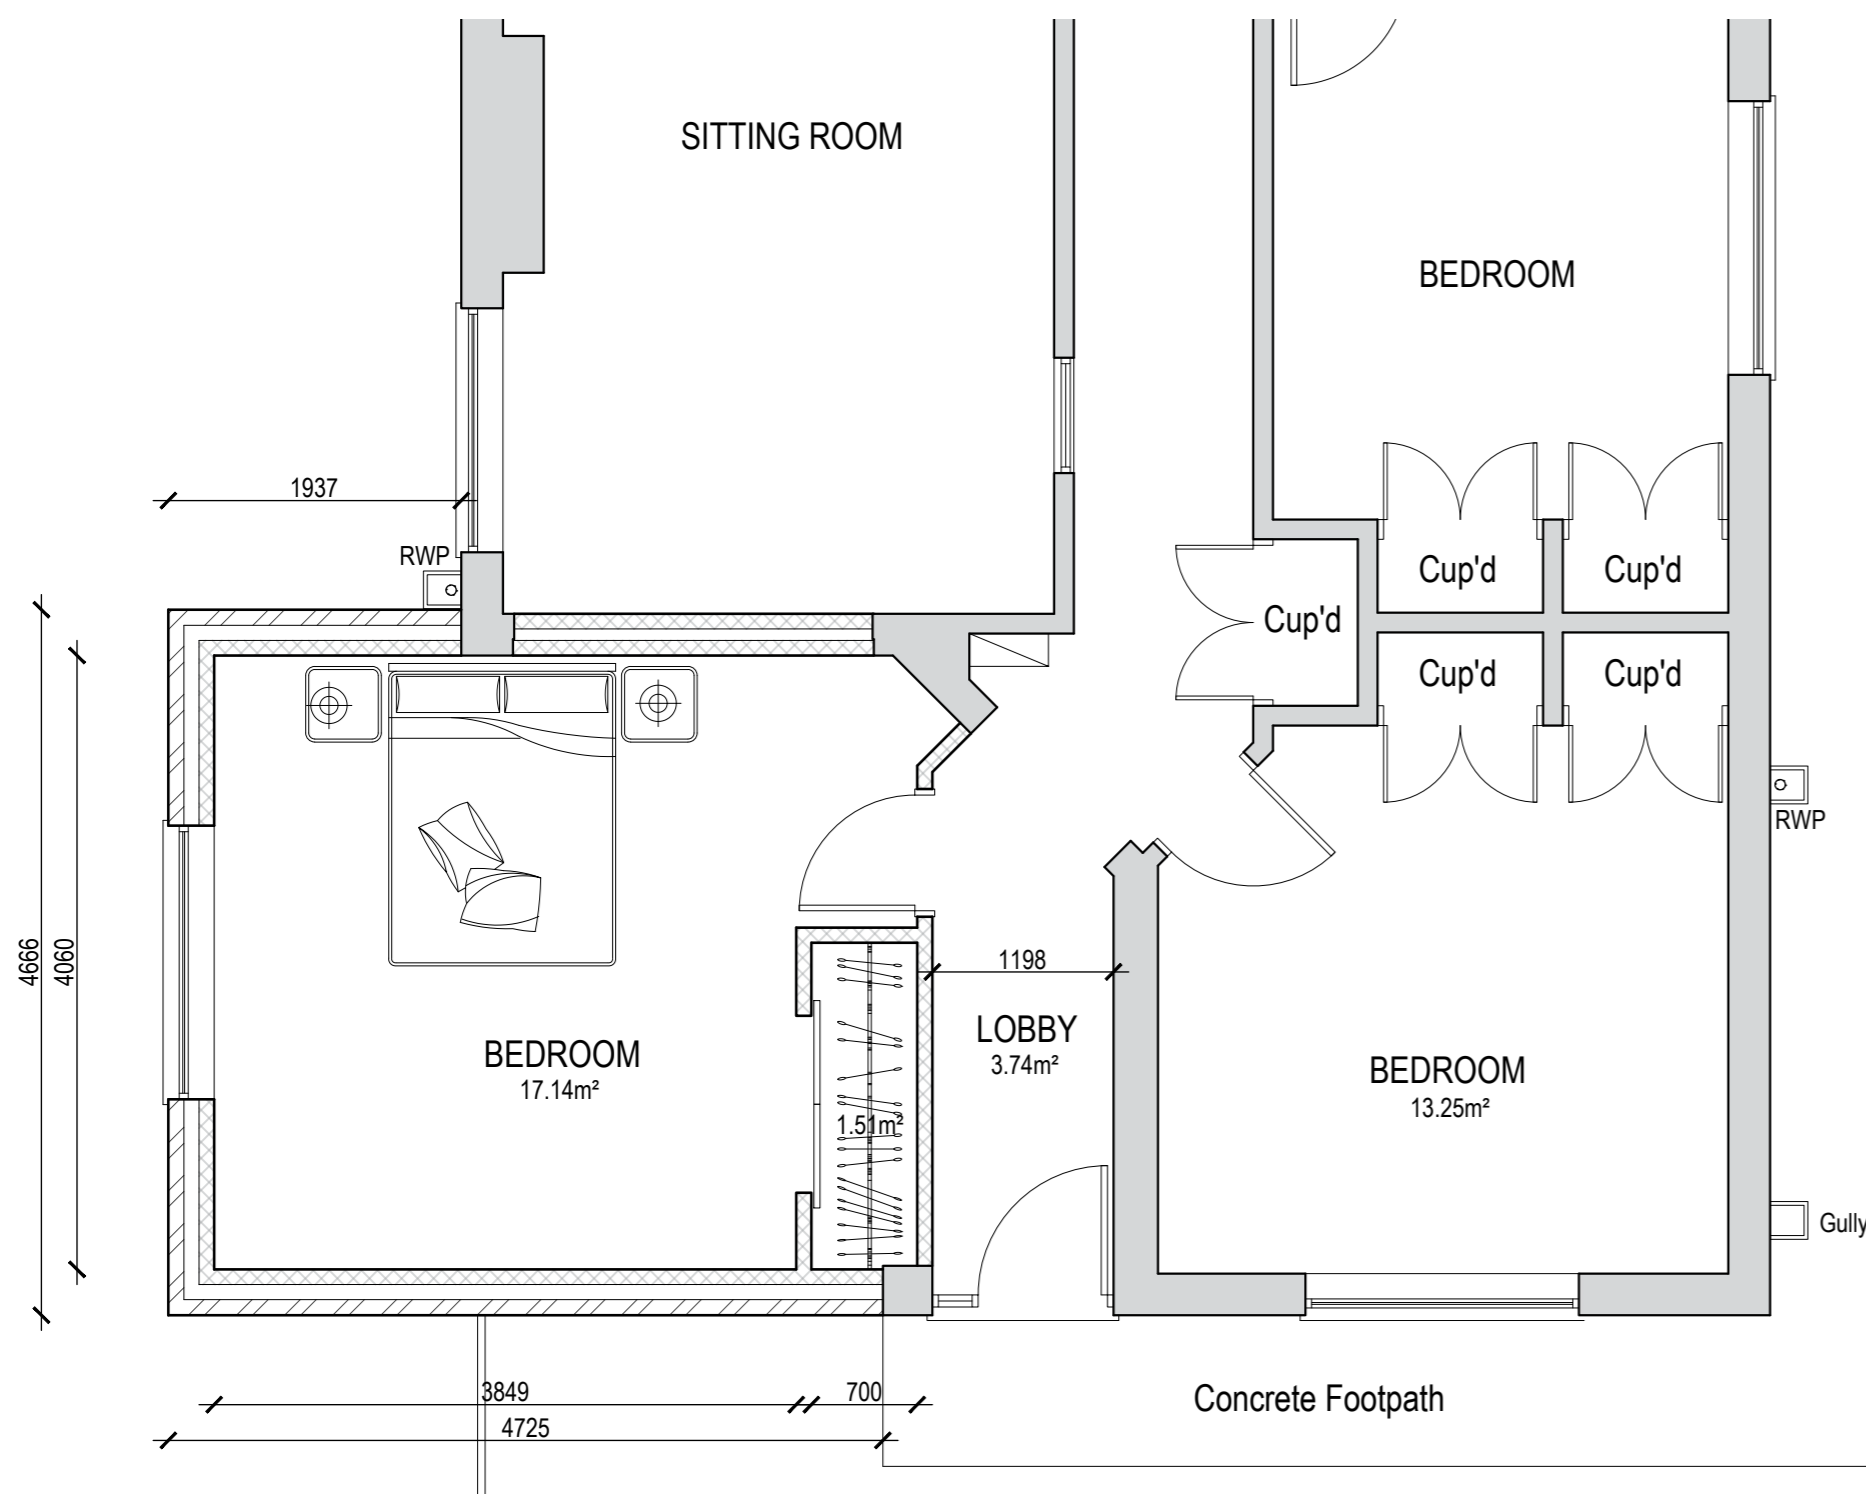 SITTING ROOM
BEDROOM
1937
RWP
Cup'd
Cup'd
Cup'd
Cup'd
Cup'd
RWP
4666
4060
1198
LOBBY
3.74m²
BEDROOM
17.14m²
1.51m²
BEDROOM
13.25m²
Gully
3849
700
4725
Concrete Footpath